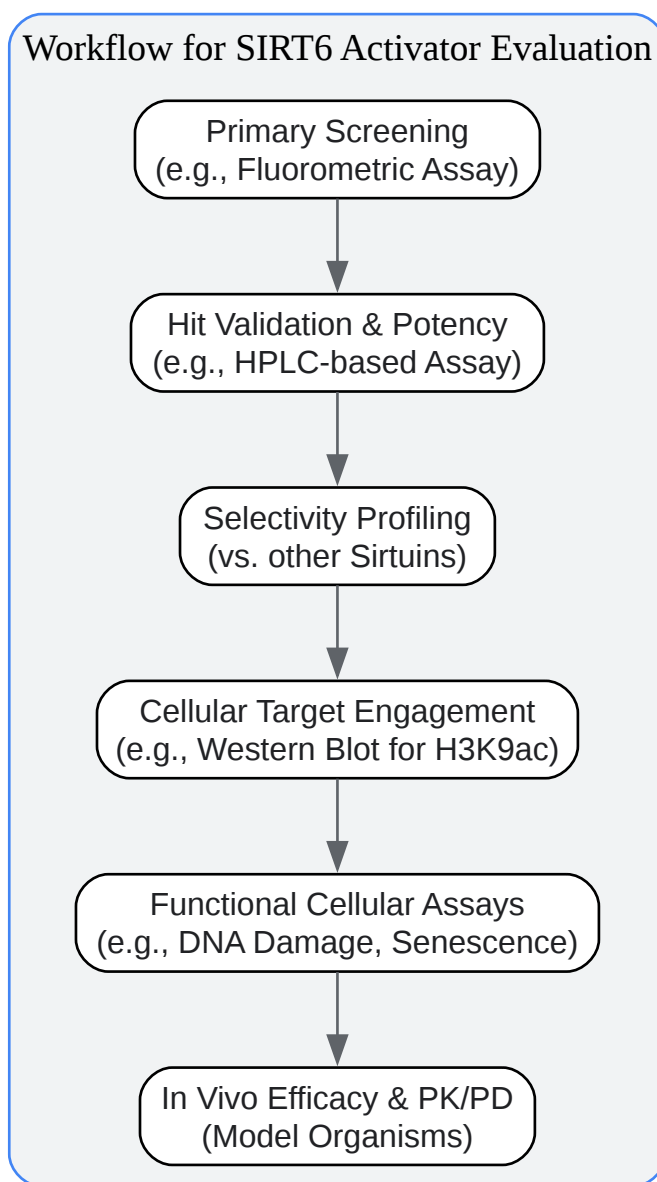 Workflow for SIRT6 Activator Evaluation
Primary Screening
(e.g., Fluorometric Assay)
Hit Validation & Potency
(e.g., HPLC-based Assay)
Selectivity Profiling
(vs. other Sirtuins)
Cellular Target Engagement
(e.g., Western Blot for H3K9ac)
Functional Cellular Assays
(e.g., DNA Damage, Senescence)
In Vivo Efficacy & PK/PD
(Model Organisms)